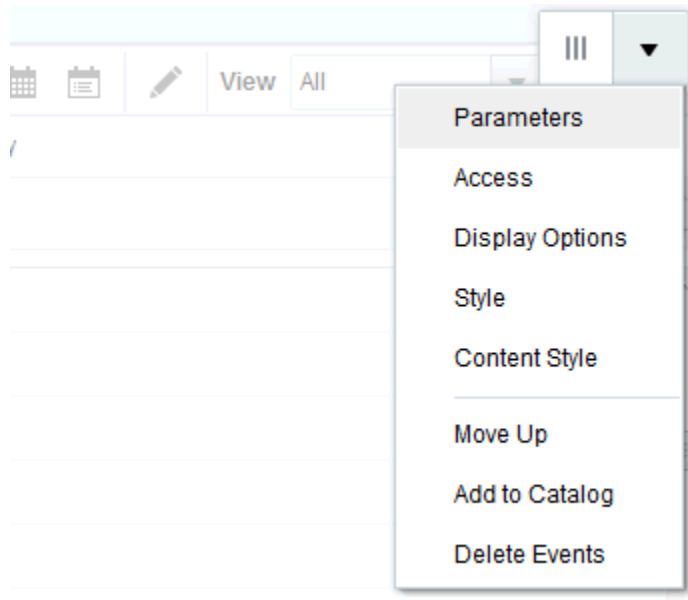 View All
Parameters
Access
Display Options
Style
Content Style
Move Up
Add to Catalog
Delete Events